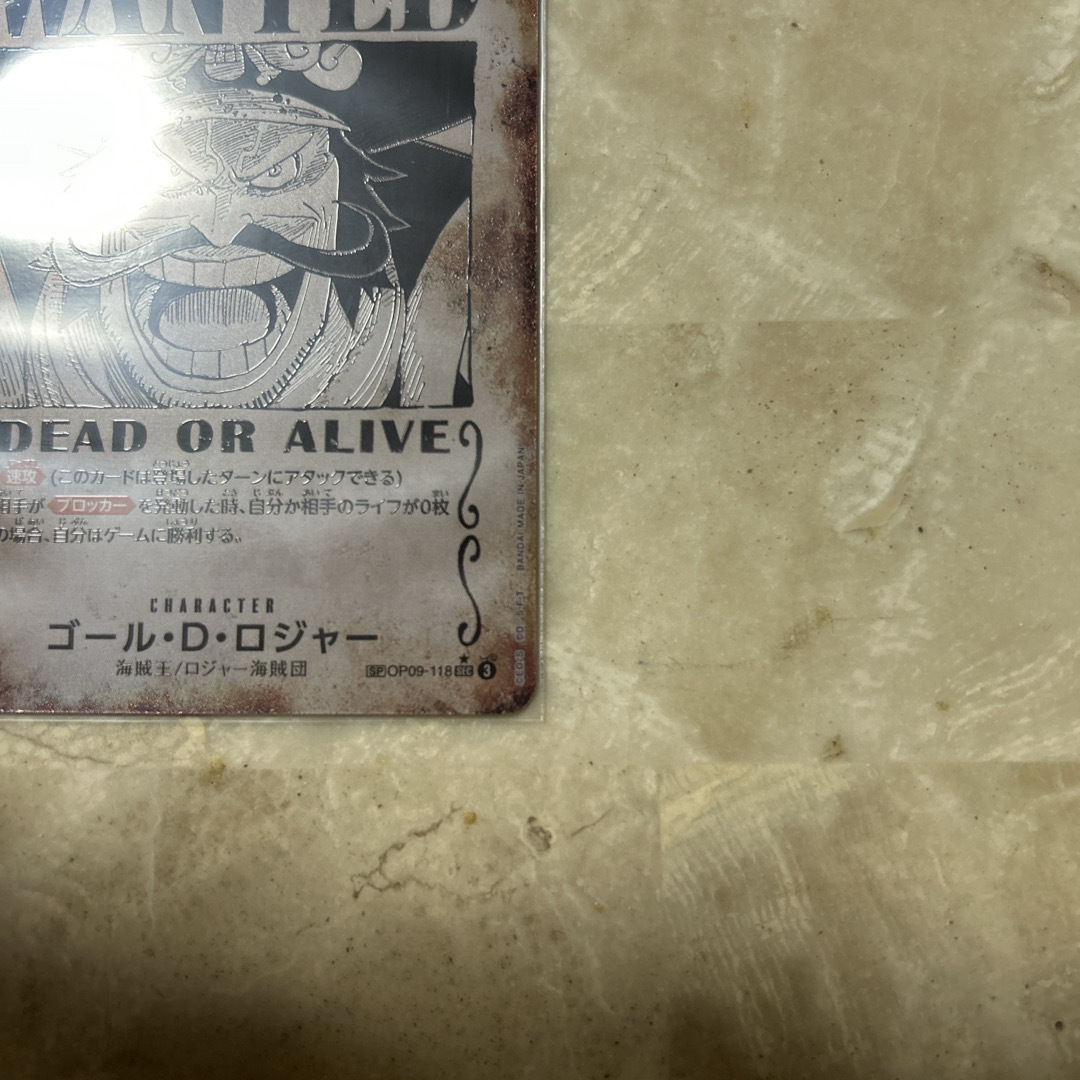 WANTED
DEAD OR ALIVE
速攻 (このカードは登場したターンにアタックできる)
相手が ブロッカー を発動した時、自分か相手のライフが0枚
の場合、自分はゲームに勝利する。
CHARACTER
ゴール・D・ロジャー
海賊王/ロジャー海賊団
SP OP09-118 SEC 3
BANDAI MADE IN JAPAN